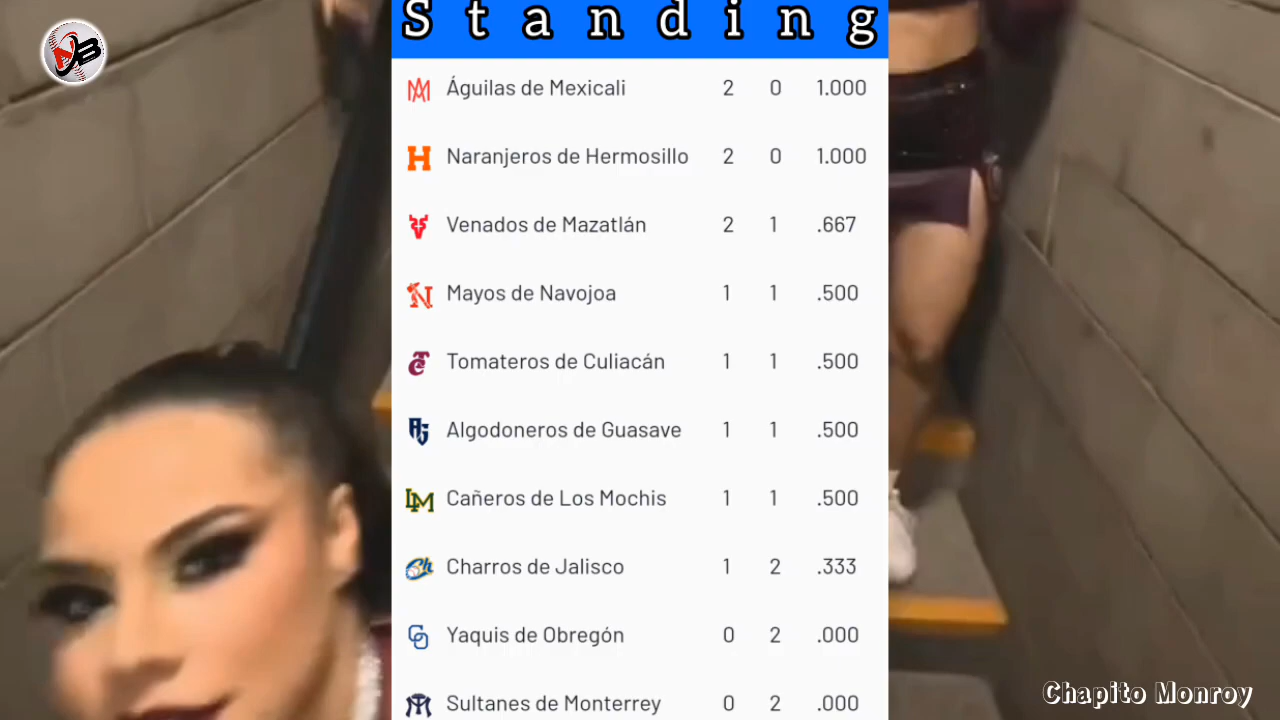 Standing
Águilas de Mexicali 2 0 1.000
Naranjeros de Hermosillo 2 0 1.000
Venados de Mazatlán 2 1 .667
Mayos de Navojoa 1 1 .500
Tomateros de Culiacán 1 1 .500
Algodoneros de Guasave 1 1 .500
Cañeros de Los Mochis 1 1 .500
Charros de Jalisco 1 2 .333
Yaquis de Obregón 0 2 .000
Sultanes de Monterrey 0 2 .000
Chapito Monroy